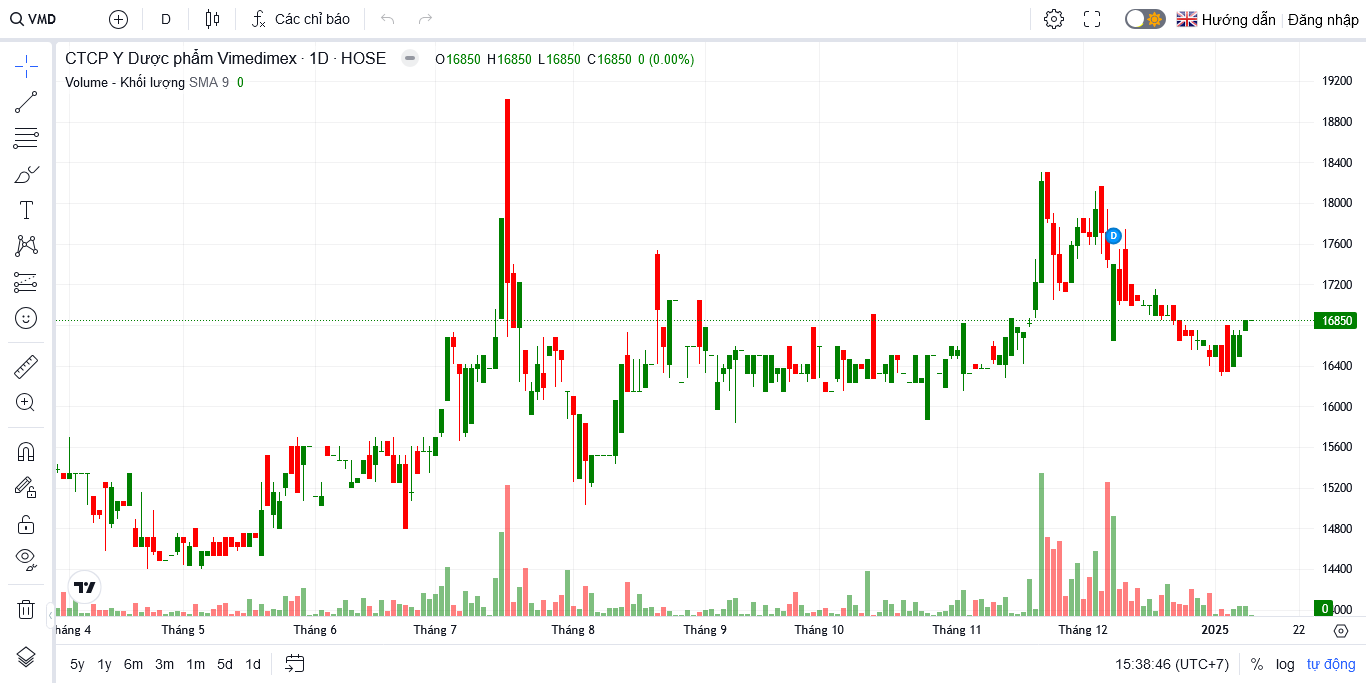 VMD D Các chỉ báo Hướng dẫn Đăng nhập
CTCP Y Dược phẩm Vimedimex · 1D · HOSE O16850 H16850 L16850 C16850 0 (0.00%)
Volume - Khối lượng SMA 9 0
19200
18800
18400
18000
D
17600
17200
16850
16400
16000
15600
15200
14800
14400
0
háng 4 Tháng 5 Tháng 6 Tháng 7 Tháng 8 Tháng 9 Tháng 10 Tháng 11 Tháng 12 2025 22
5y 1y 6m 3m 1m 5d 1d 15:38:46 (UTC+7) % log tự động